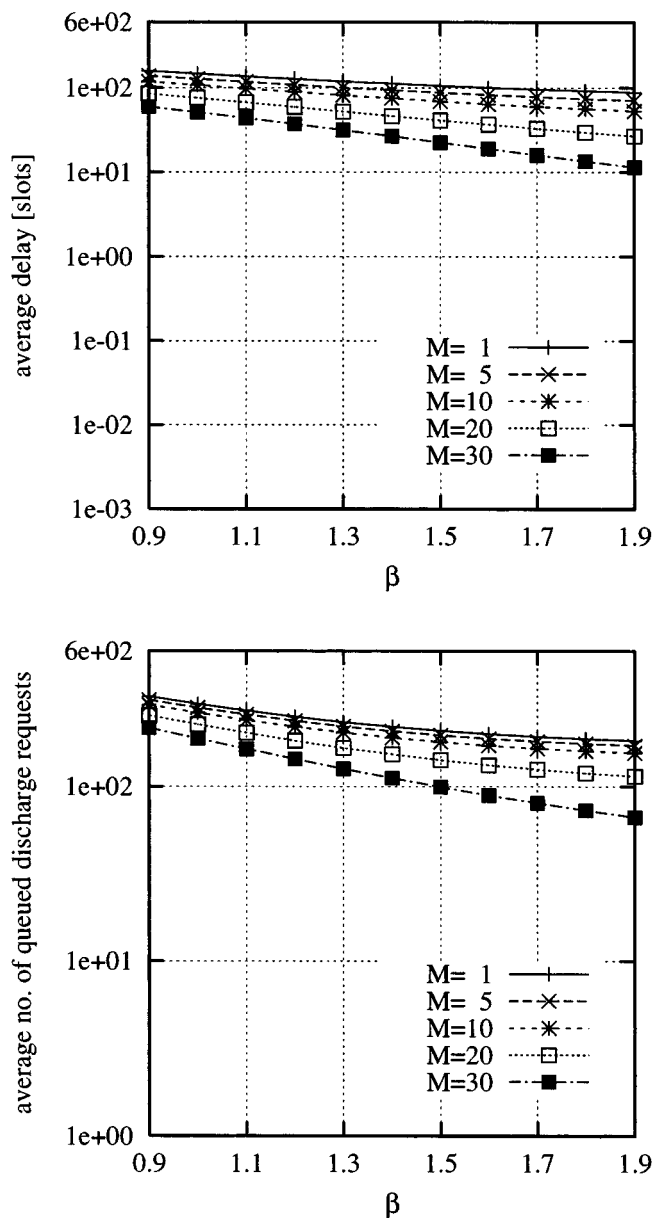 average delay [slots]
6e+02
1e+02
1e+01
1e+00
1e-01
1e-02
1e-03
M= 1
M= 5
M=10
M=20
M=30
0.9 1.1 1.3 1.5 1.7 1.9
β
average no. of queued discharge requests
6e+02
1e+02
1e+01
1e+00
M= 1
M= 5
M=10
M=20
M=30
0.9 1.1 1.3 1.5 1.7 1.9
β